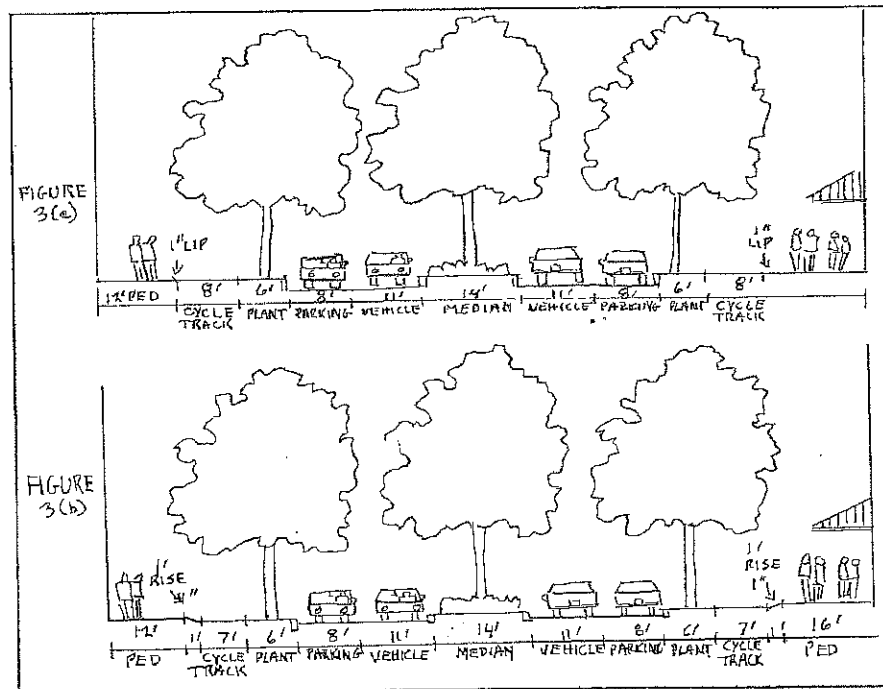 FIGURE
3(a)
1" LIP
1"
LIP
12' PED
8'
6'
8'
11'
14'
11'
8'
6'
8'
CYCLE
TRACK
PLANT
PARKING
VEHICLE
MEDIAN
VEHICLE
PARKING
PLANT
CYCLE
TRACK
FIGURE
3(b)
1'
RISE
1"
1'
RISE
1"
12'
1'
7'
6'
8'
11'
14'
11'
8'
6'
7'
1'
16'
PED
CYCLE
TRACK
PLANT
PARKING
VEHICLE
MEDIAN
VEHICLE
PARKING
PLANT
CYCLE
TRACK
PED